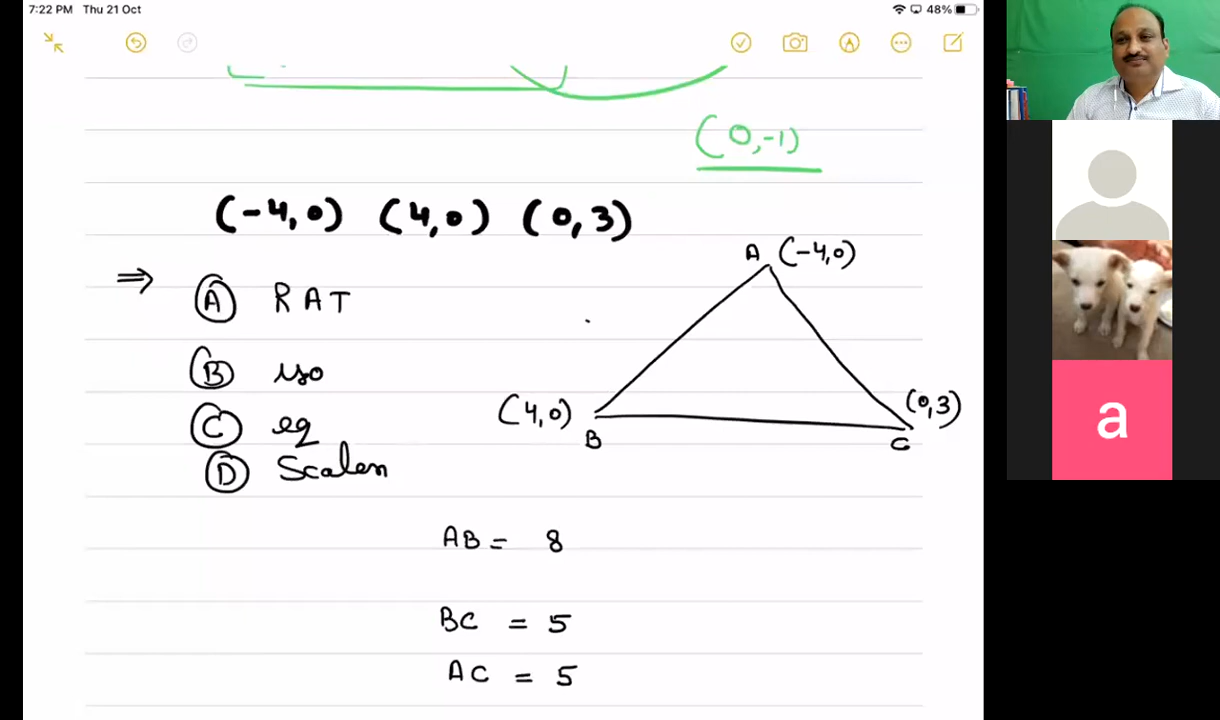 7:22 PM Thu 21 Oct 48%
(0,-1)
(-4,0) (4,0) (0,3)
A (-4,0)
⇒ A RAT
B iso
(4,0) (0,3)
C eq
B C
D Scalen
AB = 8
BC = 5
AC = 5
a